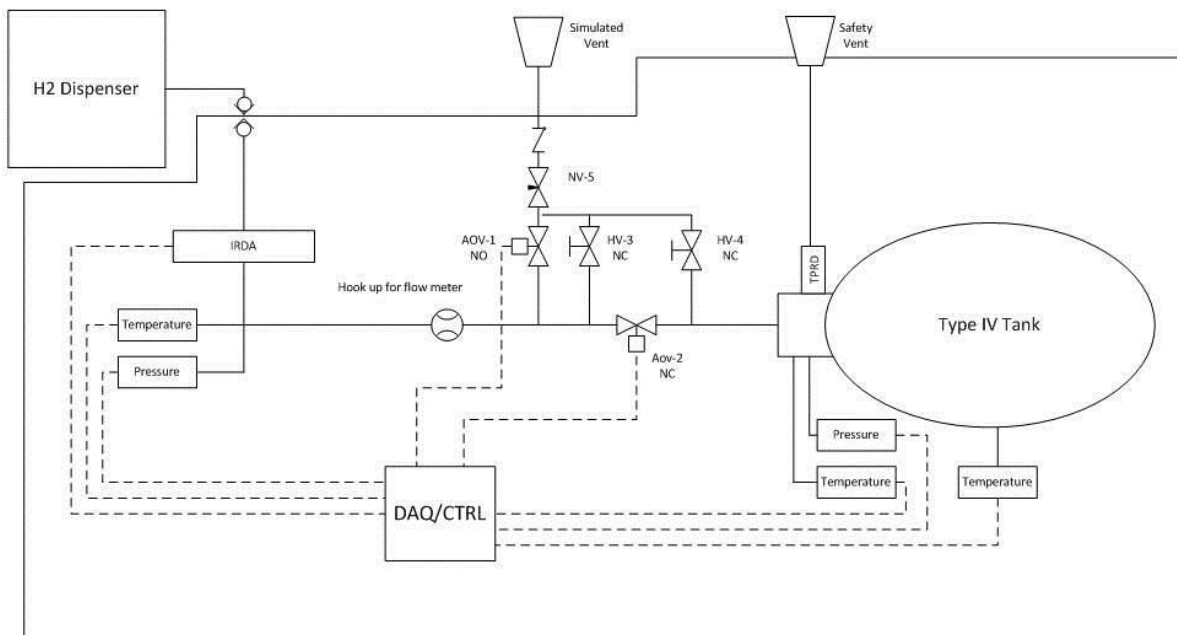 Simulated
Vent
Safety
Vent
H2 Dispenser
NV-5
IRDA
AOV-1
NO
HV-3
NC
HV-4
NC
TPRD
Hook up for flow meter
Temperature
Type IV Tank
Pressure
Aov-2
NC
Pressure
Temperature
Temperature
DAQ/CTRL